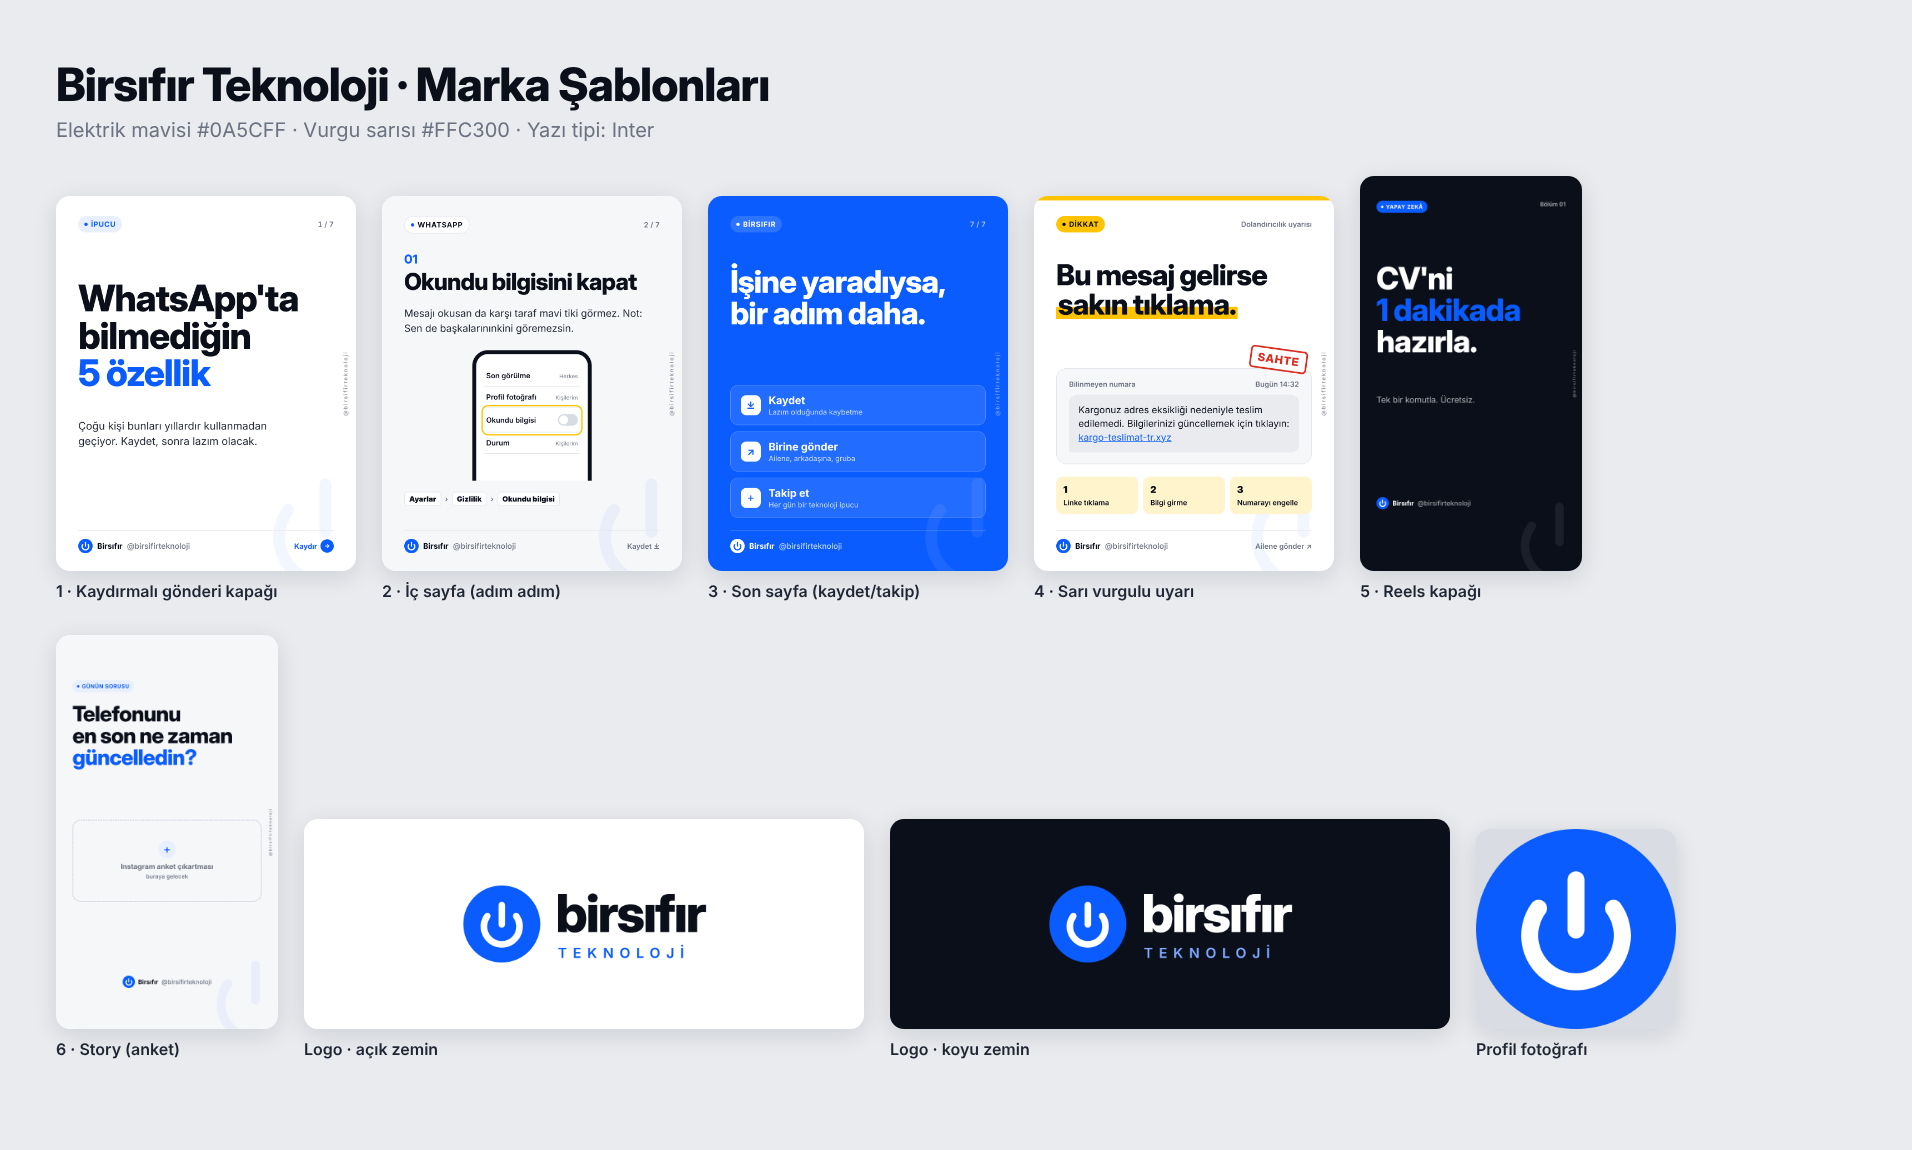 Birsıfır Teknoloji · Marka Şablonları
Elektrik mavisi #0A5CFF · Vurgu sarısı #FFC300 · Yazı tipi: Inter
• İPUCU
1 / 7
WhatsApp'ta
bilmediğin
5 özellik
Çoğu kişi bunları yıllardır kullanmadan
geçiyor. Kaydet, sonra lazım olacak.
@birsifirteknoloji
Birsıfır @birsifirteknoloji
Kaydır →
1 · Kaydırmalı gönderi kapağı
• WHATSAPP
2 / 7
01
Okundu bilgisini kapat
Mesajı okusan da karşı taraf mavi tiki görmez. Not:
Sen de başkalarınınkini göremezsin.
Son görülme Herkes
Profil fotoğrafı Kişilerim
Okundu bilgisi
Durum Kişilerim
Ayarlar › Gizlilik › Okundu bilgisi
@birsifirteknoloji
Birsıfır @birsifirteknoloji
Kaydet
2 · İç sayfa (adım adım)
• BİRSIFIR
7 / 7
İşine yaradıysa,
bir adım daha.
Kaydet
Lazım olduğunda kaybetme
Birine gönder
Ailene, arkadaşına, gruba
Takip et
Her gün bir teknoloji ipucu
@birsifirteknoloji
Birsıfır @birsifirteknoloji
3 · Son sayfa (kaydet/takip)
• DİKKAT
Dolandırıcılık uyarısı
Bu mesaj gelirse
sakın tıklama.
SAHTE
Bilinmeyen numara
Bugün 14:32
Kargonuz adres eksikliği nedeniyle teslim
edilemedi. Bilgilerinizi güncellemek için tıklayın:
kargo-teslimat-tr.xyz
1
Linke tıklama
2
Bilgi girme
3
Numarayı engelle
@birsifirteknoloji
Birsıfır @birsifirteknoloji
Ailene gönder ↗
4 · Sarı vurgulu uyarı
• YAPAY ZEKÂ
Bölüm 01
CV'ni
1 dakikada
hazırla.
Tek bir komutla. Ücretsiz.
@birsifirteknoloji
Birsıfır @birsifirteknoloji
5 · Reels kapağı
• GÜNÜN SORUSU
Telefonunu
en son ne zaman
güncelledin?
+
Instagram anket çıkartması
buraya gelecek
@birsifirteknoloji
Birsıfır @birsifirteknoloji
6 · Story (anket)
birsıfır
TEKNOLOJİ
Logo · açık zemin
birsıfır
TEKNOLOJİ
Logo · koyu zemin
Profil fotoğrafı